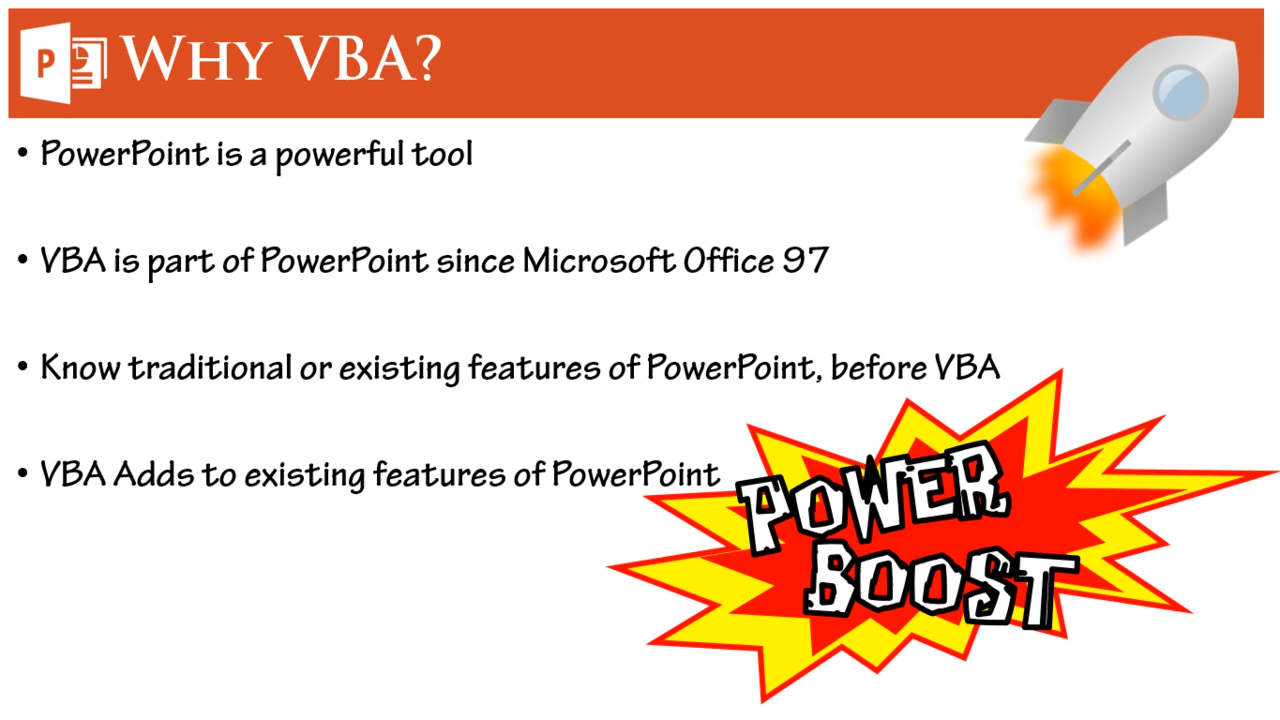 P
WHY VBA?
• PowerPoint is a powerful tool
• VBA is part of PowerPoint since Microsoft Office 97
• Know traditional or existing features of PowerPoint, before VBA
• VBA Adds to existing features of PowerPoint
POWER
BOOST